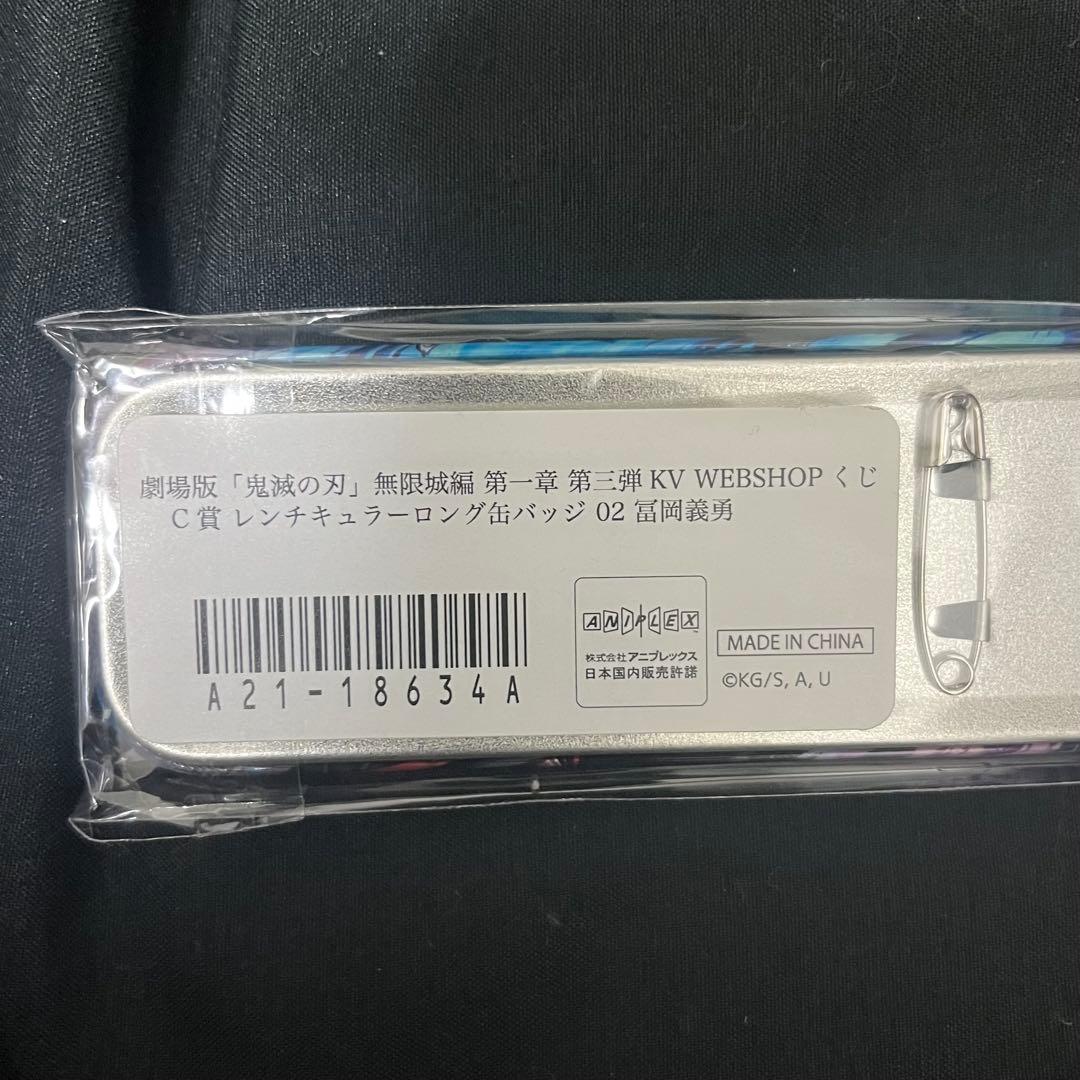 劇場版「鬼滅の刃」無限城編 第一章 第三弾 KV WEBSHOP くじ
C 賞 レンチキュラーロング缶バッジ 02 冨岡義勇
A21-18634A
ANIPLEX™
株式会社アニプレックス
日本国内販売許諾
MADE IN CHINA
©KG/S, A, U